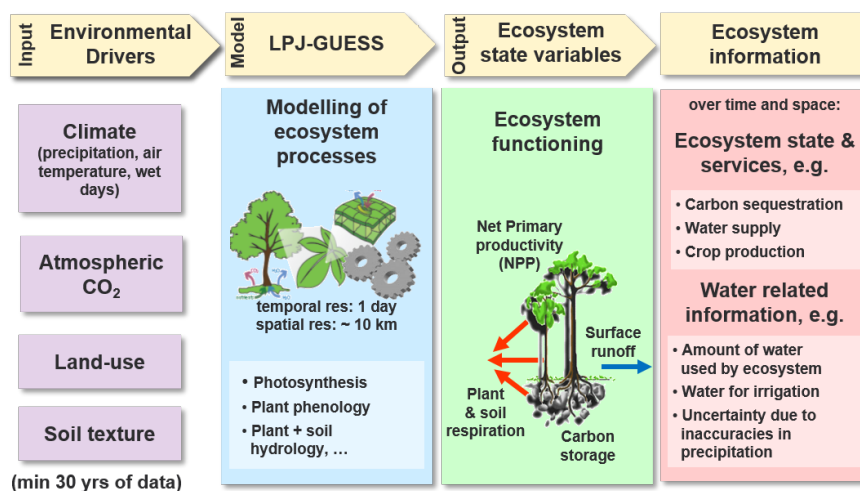 Input
Environmental
Drivers
Model
LPJ-GUESS
Output
Ecosystem
state variables
Ecosystem
information
Climate
(precipitation, air
temperature, wet
days)
Atmospheric
CO₂
Land-use
Soil texture
(min 30 yrs of data)
Modelling of
ecosystem
processes
temporal res: 1 day
spatial res: ~ 10 km
• Photosynthesis
• Plant phenology
• Plant + soil
hydrology, …
Ecosystem
functioning
Net Primary
productivity
(NPP)
Surface
runoff
Plant
& soil
respiration
Carbon
storage
over time and space:
Ecosystem state &
services, e.g.
• Carbon sequestration
• Water supply
• Crop production
Water related
information, e.g.
• Amount of water
used by ecosystem
• Water for irrigation
• Uncertainty due to
inaccuracies in
precipitation